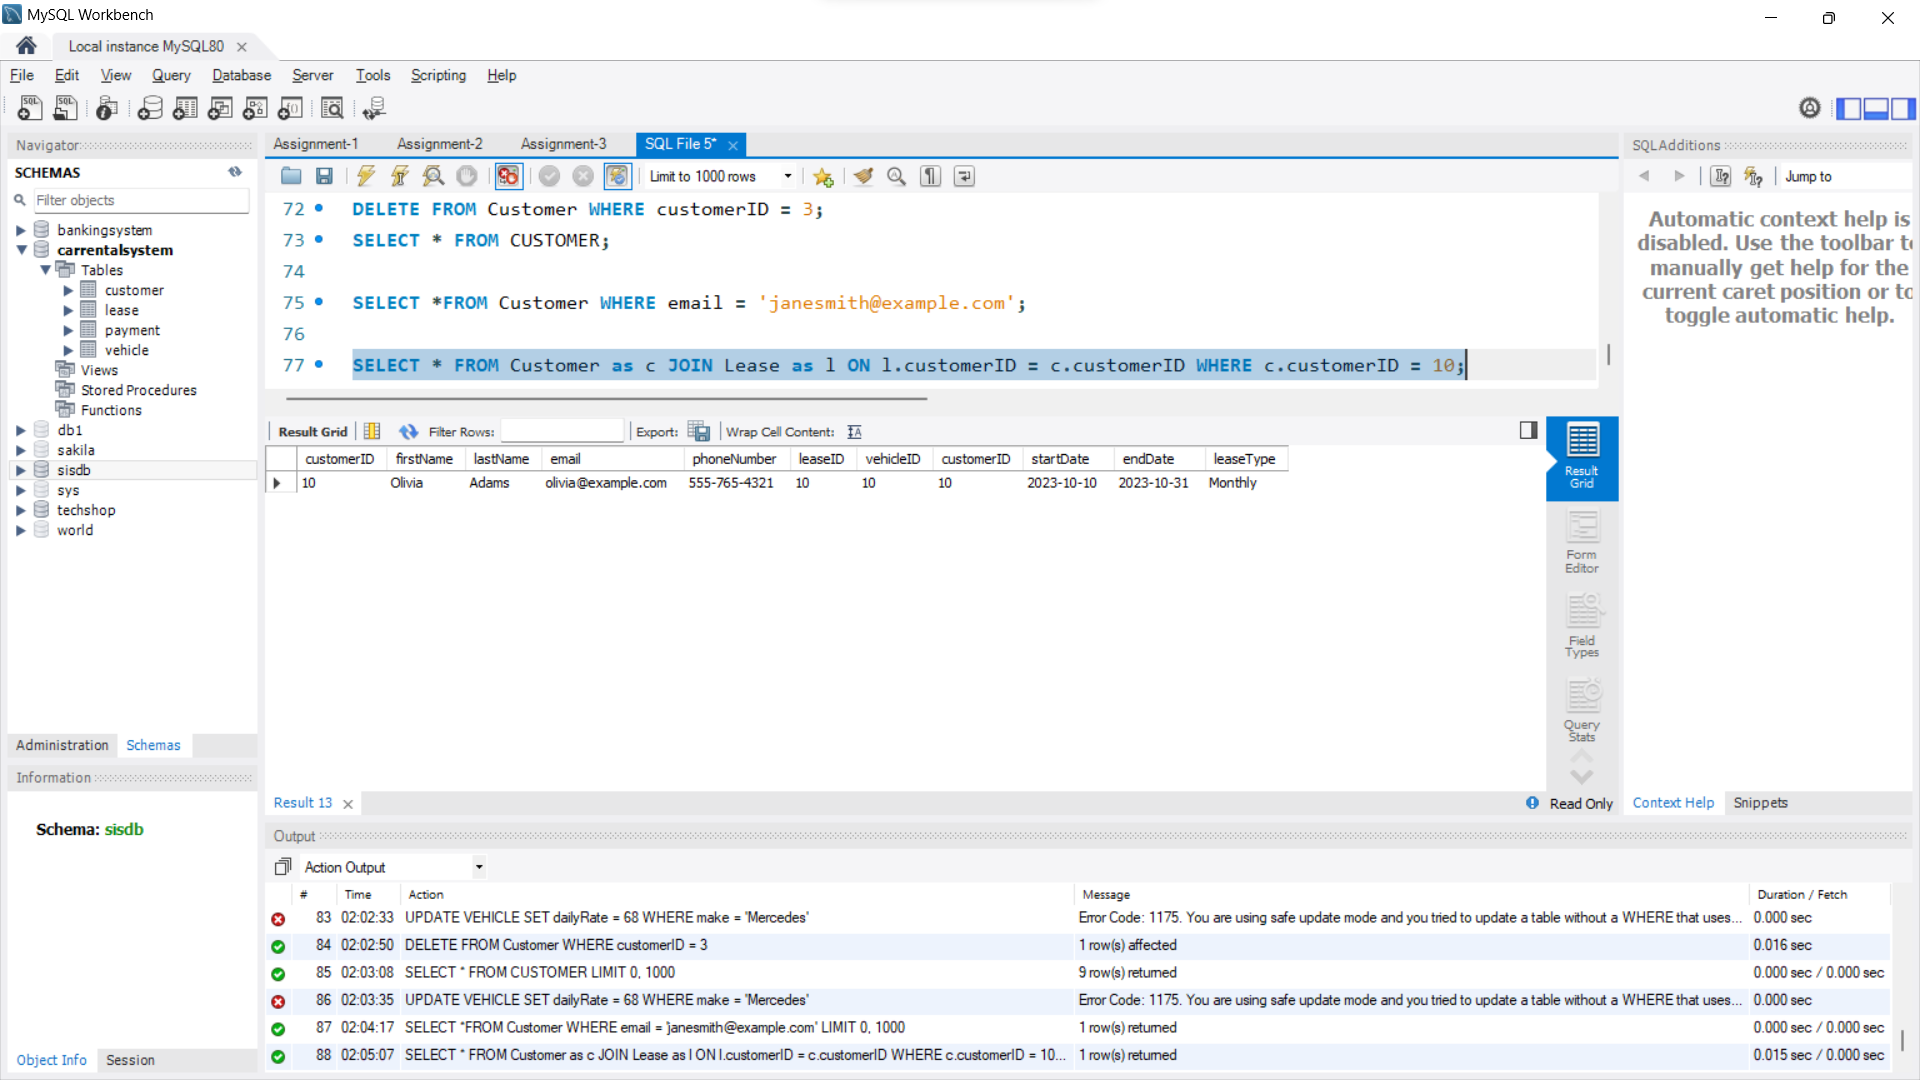 MySQL Workbench
Local instance MySQL80
File Edit View Query Database Server Tools Scripting Help
Navigator
SCHEMAS
Filter objects
bankingsystem
carrentalsystem
Tables
customer
lease
payment
vehicle
Views
Stored Procedures
Functions
db1
sakila
sisdb
sys
techshop
world
Administration Schemas
Information
Schema: sisdb
Object Info Session
Assignment-1 Assignment-2 Assignment-3 SQL File 5*
Limit to 1000 rows
72 DELETE FROM Customer WHERE customerID = 3;
73 SELECT * FROM CUSTOMER;
74
75 SELECT *FROM Customer WHERE email = 'janesmith@example.com';
76
77 SELECT * FROM Customer as c JOIN Lease as l ON l.customerID = c.customerID WHERE c.customerID = 10;
Result Grid Filter Rows: Export: Wrap Cell Content:
customerID firstName lastName email phoneNumber leaseID vehicleID customerID startDate endDate leaseType
10 Olivia Adams olivia@example.com 555-765-4321 10 10 10 2023-10-10 2023-10-31 Monthly
Result
Grid
Form
Editor
Field
Types
Query
Stats
Result 13
Read Only
SQLAdditions
Jump to
Automatic context help is
disabled. Use the toolbar to
manually get help for the
current caret position or to
toggle automatic help.
Context Help Snippets
Output
Action Output
# Time Action Message Duration / Fetch
83 02:02:33 UPDATE VEHICLE SET dailyRate = 68 WHERE make = 'Mercedes' Error Code: 1175. You are using safe update mode and you tried to update a table without a WHERE that uses... 0.000 sec
84 02:02:50 DELETE FROM Customer WHERE customerID = 3 1 row(s) affected 0.016 sec
85 02:03:08 SELECT * FROM CUSTOMER LIMIT 0, 1000 9 row(s) returned 0.000 sec / 0.000 sec
86 02:03:35 UPDATE VEHICLE SET dailyRate = 68 WHERE make = 'Mercedes' Error Code: 1175. You are using safe update mode and you tried to update a table without a WHERE that uses... 0.000 sec
87 02:04:17 SELECT *FROM Customer WHERE email = 'janesmith@example.com' LIMIT 0, 1000 1 row(s) returned 0.000 sec / 0.000 sec
88 02:05:07 SELECT * FROM Customer as c JOIN Lease as l ON l.customerID = c.customerID WHERE c.customerID = 10... 1 row(s) returned 0.015 sec / 0.000 sec